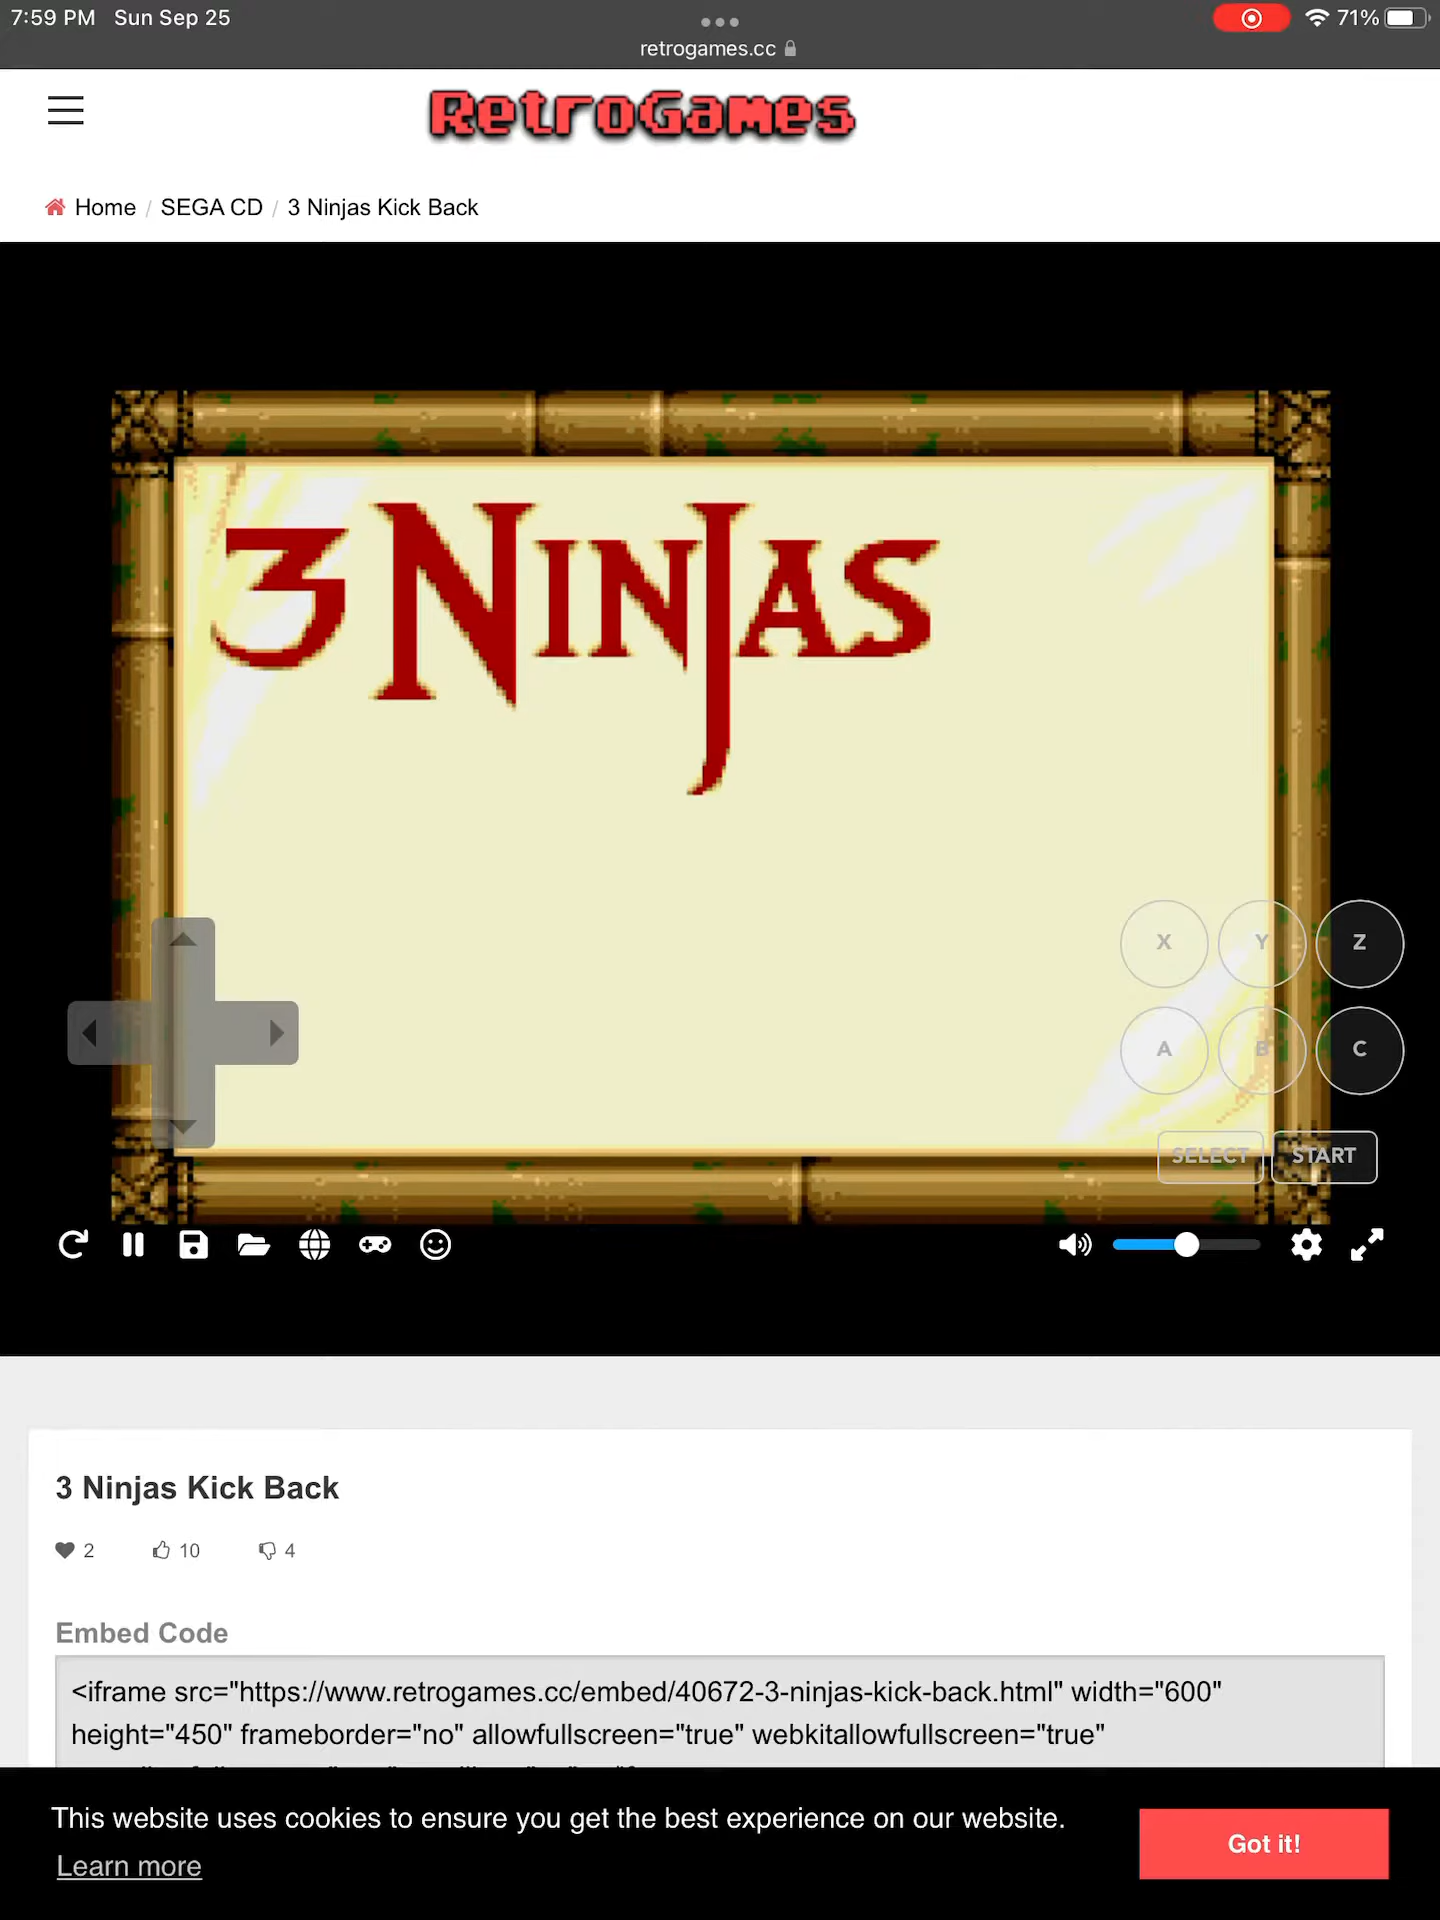 7:59 PM Sun Sep 25
71%
retrogames.cc
RetroGames
Home / SEGA CD / 3 Ninjas Kick Back
3 NINJAS
X Y Z
A B C
SELECT START
3 Ninjas Kick Back
2 10 4
Embed Code
<iframe src="https://www.retrogames.cc/embed/40672-3-ninjas-kick-back.html" width="600"
height="450" frameborder="no" allowfullscreen="true" webkitallowfullscreen="true"
This website uses cookies to ensure you get the best experience on our website.
Learn more
Got it!